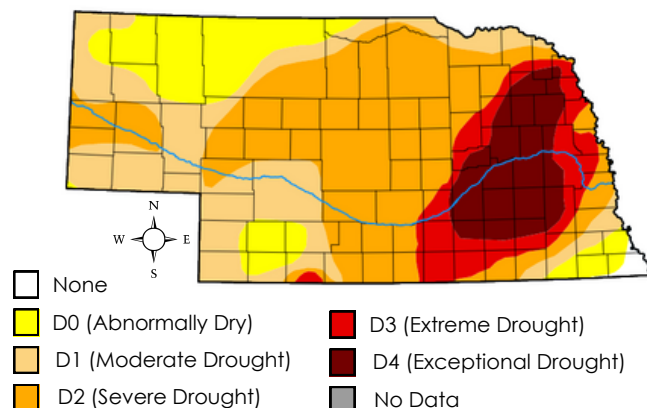 N
W E
S
None
D0 (Abnormally Dry)
D1 (Moderate Drought)
D2 (Severe Drought)
D3 (Extreme Drought)
D4 (Exceptional Drought)
No Data